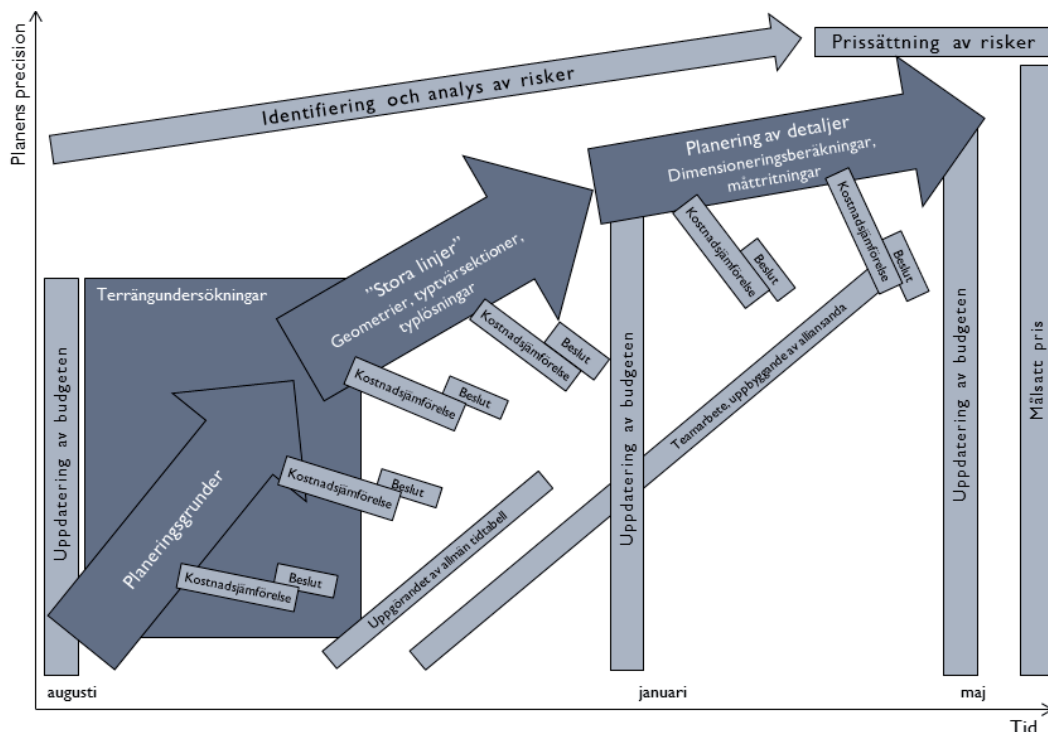 Planens precision
Identifiering och analys av risker
Prissättning av risker
Planering av detaljer
Dimensioneringsberäkningar,
måttritningar
"Stora linjer"
Geometrier, typtvärsektioner,
typlösningar
Terrängundersökningar
Planeringsgrunder
Kostnadsjämförelse
Beslut
Kostnadsjämförelse
Beslut
Kostnadsjämförelse
Beslut
Kostnadsjämförelse
Beslut
Kostnadsjämförelse
Beslut
Kostnadsjämförelse
Beslut
Uppdatering av budgeten
Uppgörandet av allmän tidtabell
Teamarbete, uppbyggande av alliansanda
Uppdatering av budgeten
Uppdatering av budgeten
Målsatt pris
augusti
januari
maj
Tid